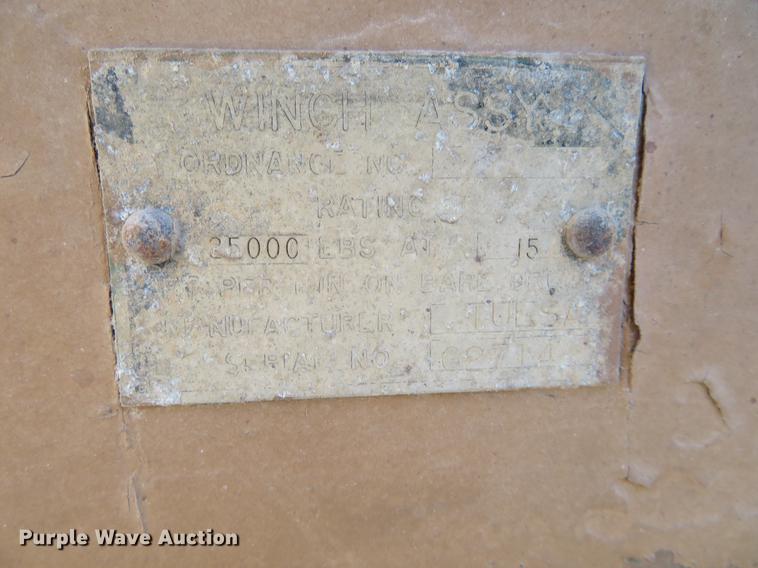 WINCH ASSY
ORDNANCE NO.
RATING
LBS AT 15
PER MIN ON BARE
MANUFACTURER TULSA
SERIAL NO.
Purple Wave Auction